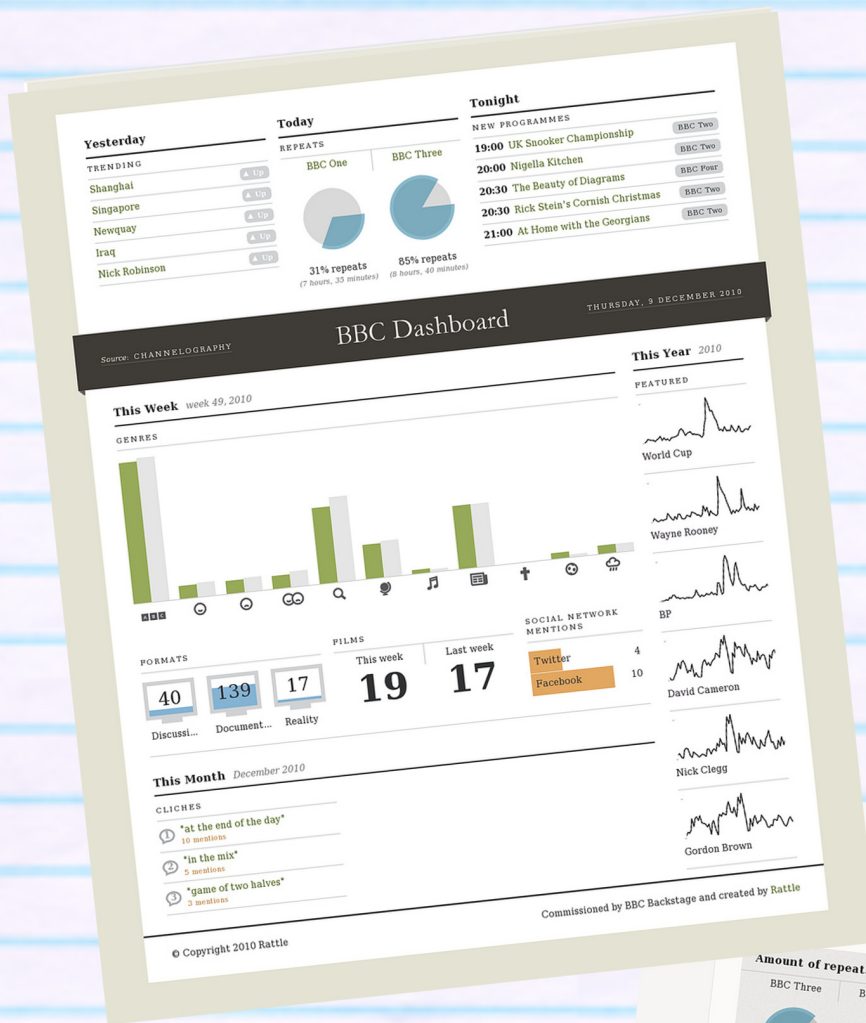 Yesterday
TRENDING
Shanghai ▲ Up
Singapore ▲ Up
Newquay ▲ Up
Iraq ▲ Up
Nick Robinson ▲ Up
Today
REPEATS
BBC One
BBC Three
31% repeats
(7 hours, 35 minutes)
85% repeats
(8 hours, 40 minutes)
Tonight
NEW PROGRAMMES
19:00 UK Snooker Championship BBC Two
20:00 Nigella Kitchen BBC Two
20:30 The Beauty of Diagrams BBC Four
20:30 Rick Stein's Cornish Christmas BBC Two
21:00 At Home with the Georgians BBC Two
Source: CHANNELOGRAPHY
BBC Dashboard
THURSDAY, 9 DECEMBER 2010
This Week week 49, 2010
GENRES
ABC
FORMATS
40
139
17
Discussi...
Document...
Reality
FILMS
This week
19
Last week
17
SOCIAL NETWORK
MENTIONS
Twitter 4
Facebook 10
This Month December 2010
CLICHES
1 "at the end of the day"
10 mentions
2 "in the mix"
5 mentions
3 "game of two halves"
3 mentions
This Year 2010
FEATURED
World Cup
Wayne Rooney
BP
David Cameron
Nick Clegg
Gordon Brown
© Copyright 2010 Rattle
Commissioned by BBC Backstage and created by Rattle
Amount of repeat
BBC Three
B